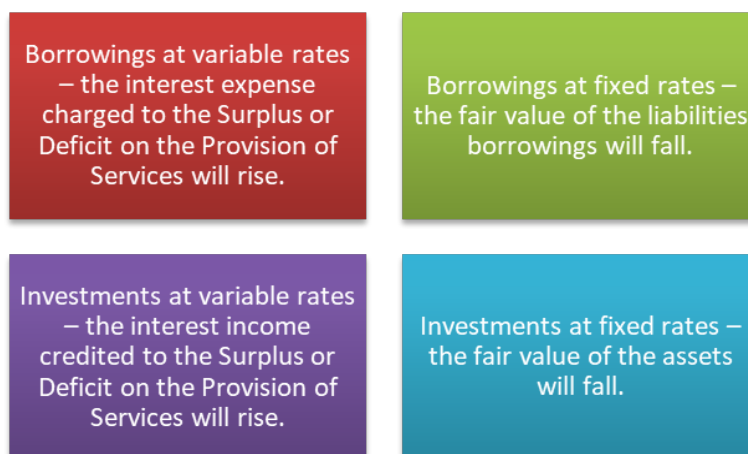 Borrowings at variable rates
– the interest expense
charged to the Surplus or
Deficit on the Provision of
Services will rise.
Borrowings at fixed rates –
the fair value of the liabilities
borrowings will fall.
Investments at variable rates
– the interest income
credited to the Surplus or
Deficit on the Provision of
Services will rise.
Investments at fixed rates –
the fair value of the assets
will fall.